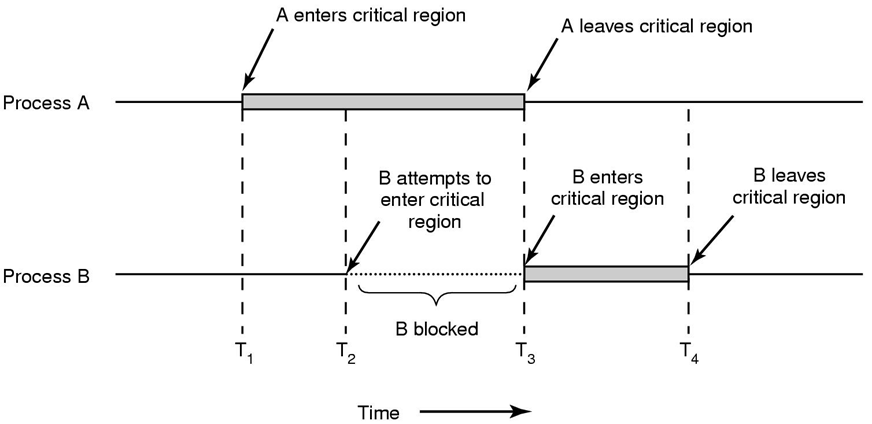 A enters critical region
A leaves critical region
Process A
B attempts to
enter critical
region
B enters
critical region
B leaves
critical region
Process B
B blocked
T1
T2
T3
T4
Time